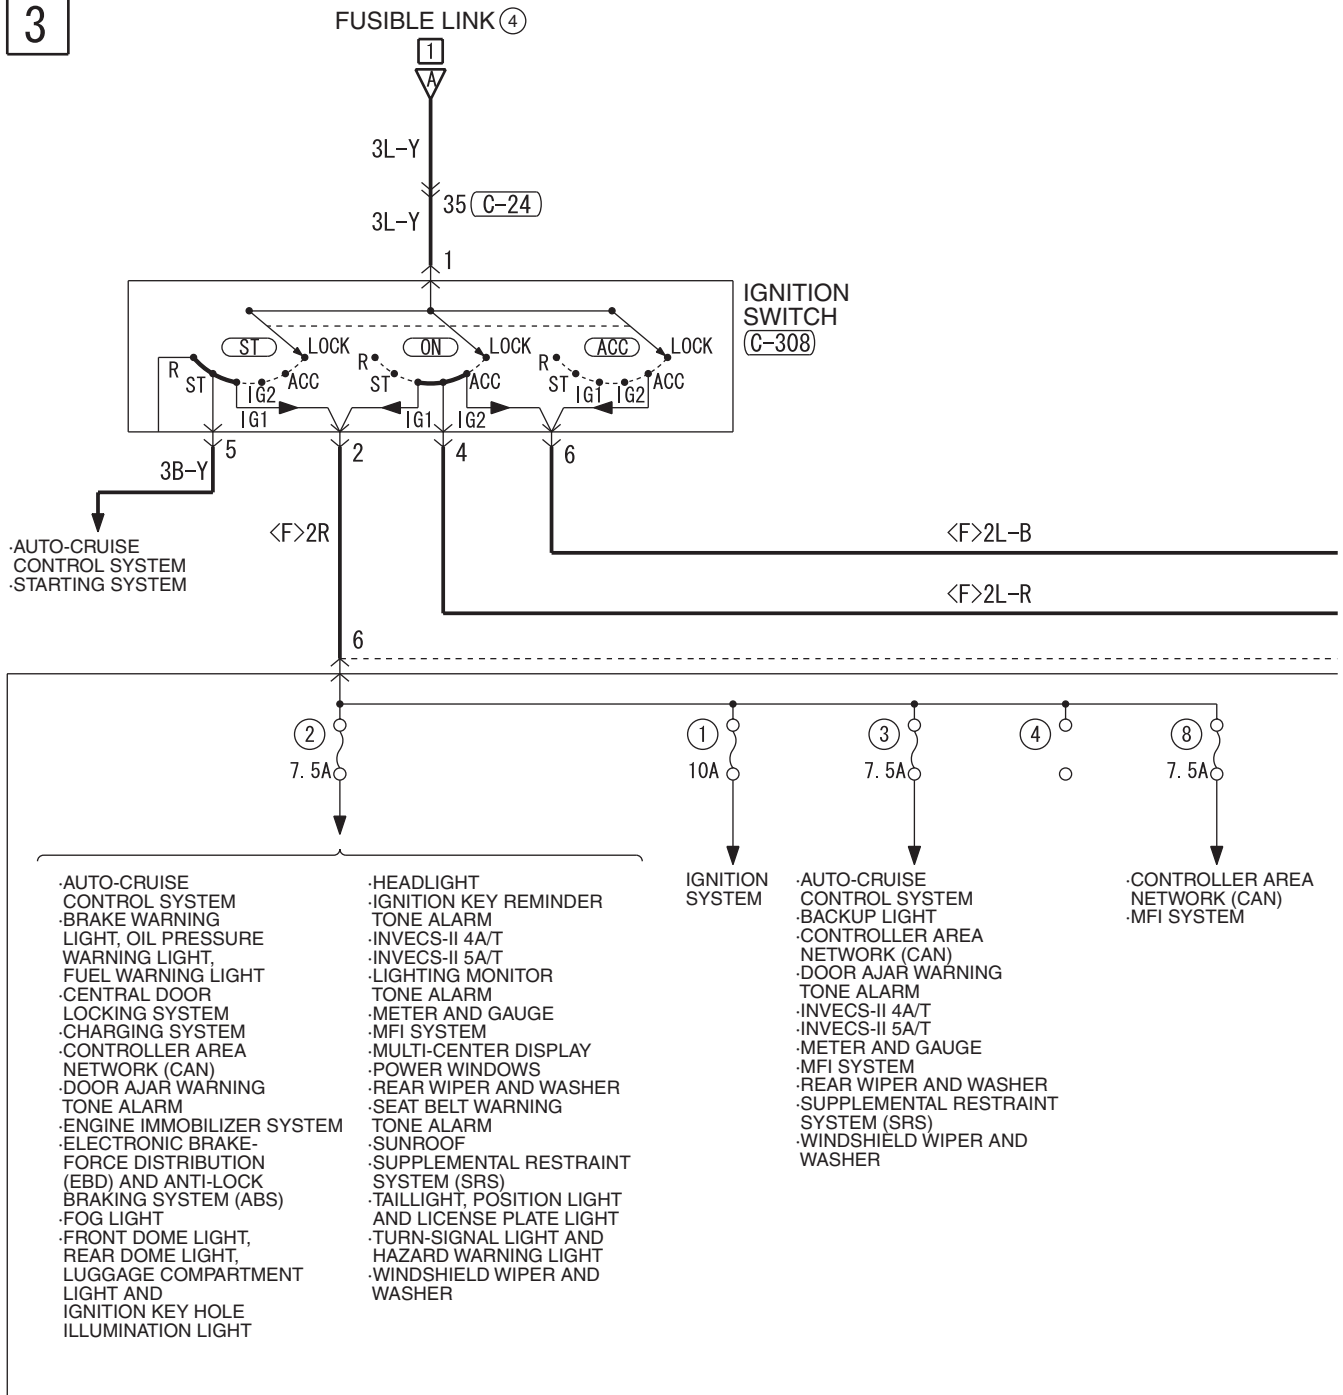 3
FUSIBLE LINK 4
1
A
3L-Y
35 C-24
3L-Y
1
IGNITION
SWITCH
C-308
ST LOCK ON LOCK ACC LOCK
R ST IG1 IG2 ACC
R ST IG1 IG2 ACC
R ST IG1 IG2 ACC
5 2 4 6
3B-Y
·AUTO-CRUISE
CONTROL SYSTEM
·STARTING SYSTEM
<F>2R
<F>2L-B
<F>2L-R
6
2 1 3 4 8
7.5A 10A 7.5A 7.5A
·AUTO-CRUISE
CONTROL SYSTEM
·BRAKE WARNING
LIGHT, OIL PRESSURE
WARNING LIGHT,
FUEL WARNING LIGHT
·CENTRAL DOOR
LOCKING SYSTEM
·CHARGING SYSTEM
·CONTROLLER AREA
NETWORK (CAN)
·DOOR AJAR WARNING
TONE ALARM
·ENGINE IMMOBILIZER SYSTEM
·ELECTRONIC BRAKE-
FORCE DISTRIBUTION
(EBD) AND ANTI-LOCK
BRAKING SYSTEM (ABS)
·FOG LIGHT
·FRONT DOME LIGHT,
REAR DOME LIGHT,
LUGGAGE COMPARTMENT
LIGHT AND
IGNITION KEY HOLE
ILLUMINATION LIGHT
·HEADLIGHT
·IGNITION KEY REMINDER
TONE ALARM
·INVECS-II 4A/T
·INVECS-II 5A/T
·LIGHTING MONITOR
TONE ALARM
·METER AND GAUGE
·MFI SYSTEM
·MULTI-CENTER DISPLAY
·POWER WINDOWS
·REAR WIPER AND WASHER
·SEAT BELT WARNING
TONE ALARM
·SUNROOF
·SUPPLEMENTAL RESTRAINT
SYSTEM (SRS)
·TAILLIGHT, POSITION LIGHT
AND LICENSE PLATE LIGHT
·TURN-SIGNAL LIGHT AND
HAZARD WARNING LIGHT
·WINDSHIELD WIPER AND
WASHER
IGNITION
SYSTEM
·AUTO-CRUISE
CONTROL SYSTEM
·BACKUP LIGHT
·CONTROLLER AREA
NETWORK (CAN)
·DOOR AJAR WARNING
TONE ALARM
·INVECS-II 4A/T
·INVECS-II 5A/T
·METER AND GAUGE
·MFI SYSTEM
·REAR WIPER AND WASHER
·SUPPLEMENTAL RESTRAINT
SYSTEM (SRS)
·WINDSHIELD WIPER AND
WASHER
·CONTROLLER AREA
NETWORK (CAN)
·MFI SYSTEM